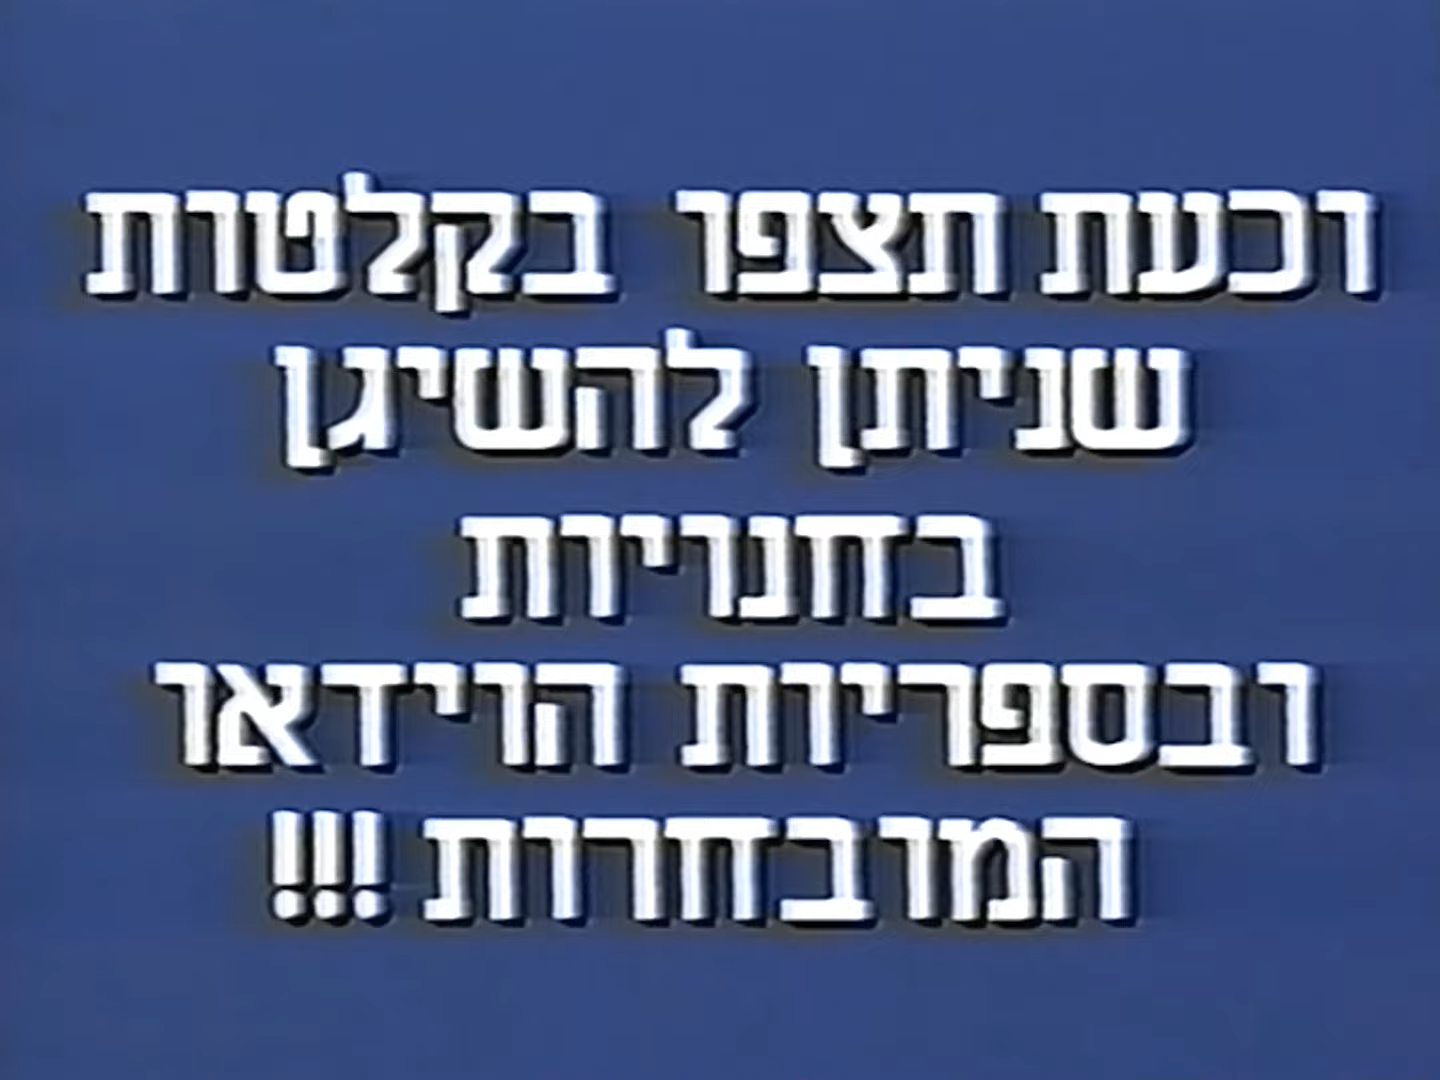 וכעת תצפו בקלטות
שניתן להשיגן
בחנויות
ובספריות הוידאו
המובחרות !!!